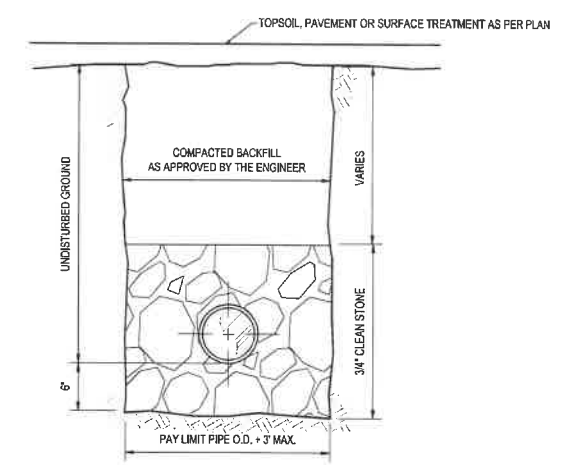 TOPSOIL, PAVEMENT OR SURFACE TREATMENT AS PER PLAN
COMPACTED BACKFILL
AS APPROVED BY THE ENGINEER
UNDISTURBED GROUND
VARIES
3/4" CLEAN STONE
6"
PAY LIMIT PIPE O.D. + 3' MAX.